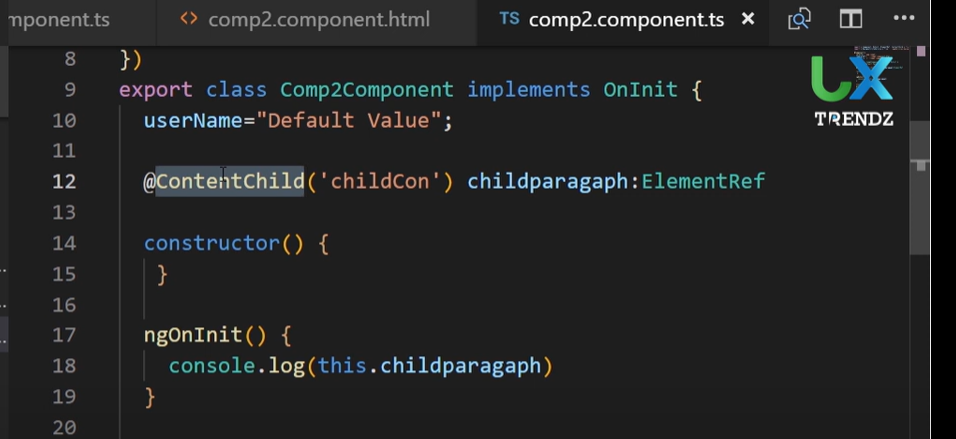 mponent.ts <> comp2.component.html TS comp2.component.ts ×
UX
TRENDZ
8 })
9 export class Comp2Component implements OnInit {
10 userName="Default Value";
11
12 @ContentChild('childCon') childparagaph:ElementRef
13
14 constructor() {
15 }
16
17 ngOnInit() {
18 console.log(this.childparagaph)
19 }
20